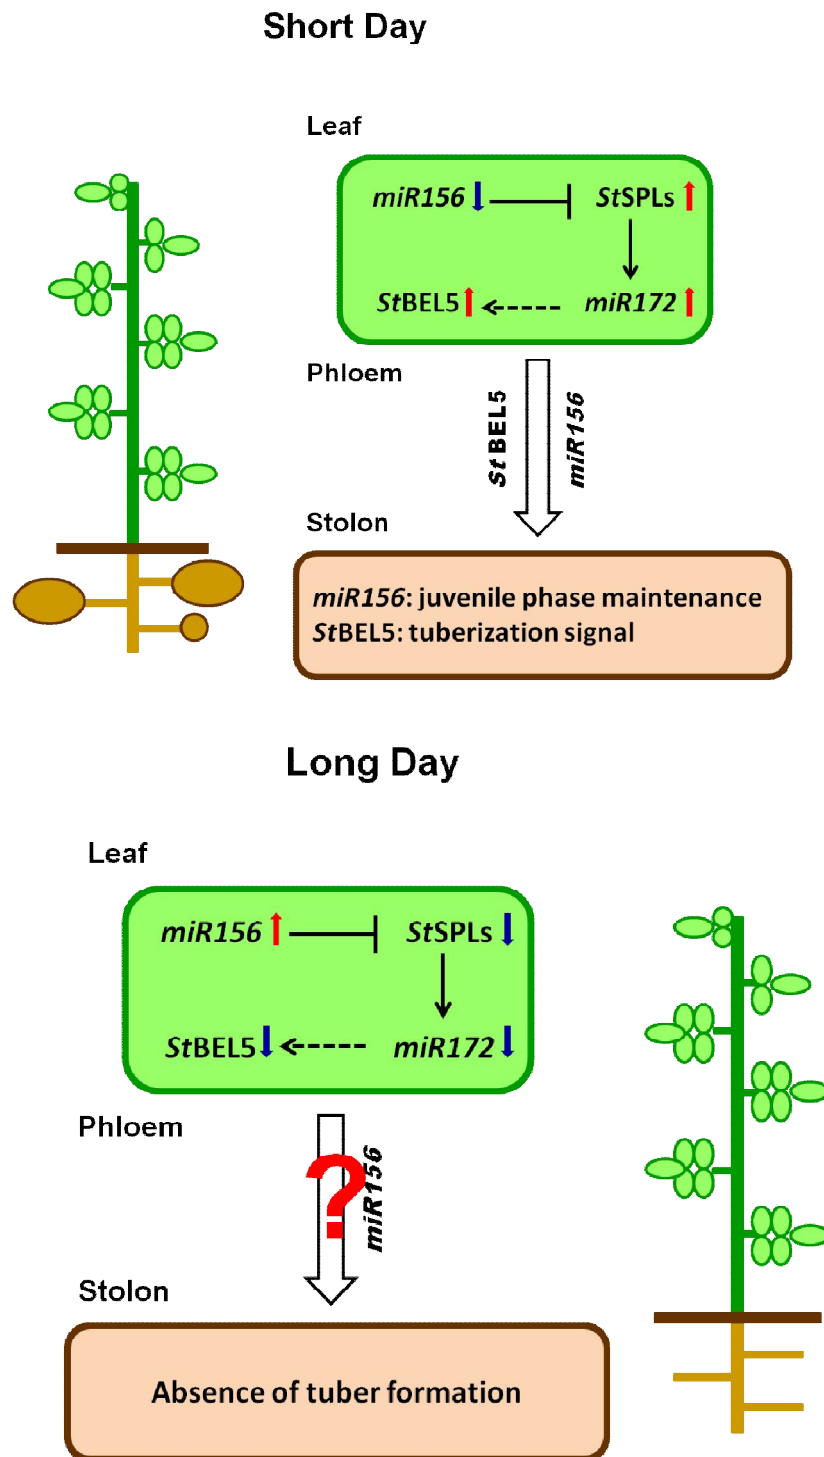 Short Day
Leaf
miR156 StSPLs
StBEL5 miR172
Phloem
StBEL5
miR156
Stolon
miR156: juvenile phase maintenance
StBEL5: tuberization signal
Long Day
Leaf
miR156 StSPLs
StBEL5 miR172
Phloem
?
miR156
Stolon
Absence of tuber formation